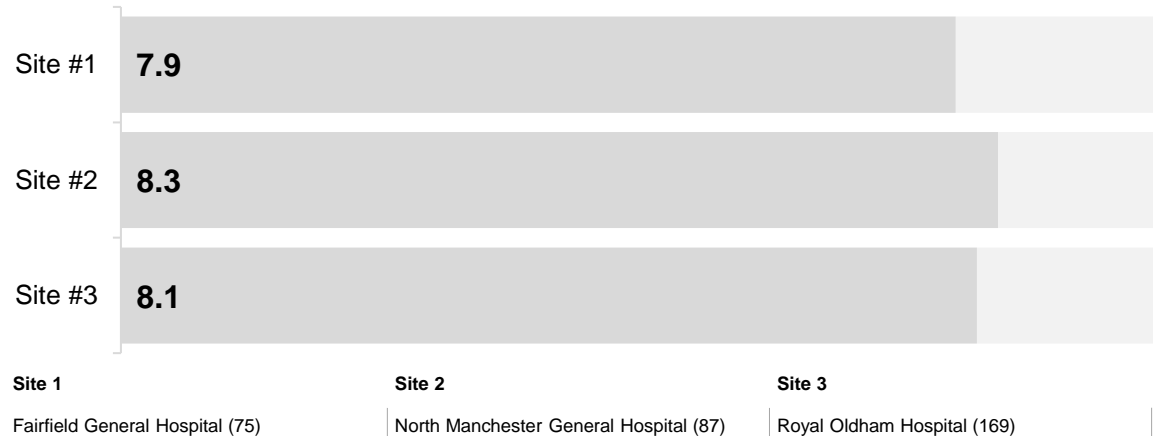 Site #1
7.9
Site #2
8.3
Site #3
8.1
Site 1
Site 2
Site 3
Fairfield General Hospital (75)
North Manchester General Hospital (87)
Royal Oldham Hospital (169)